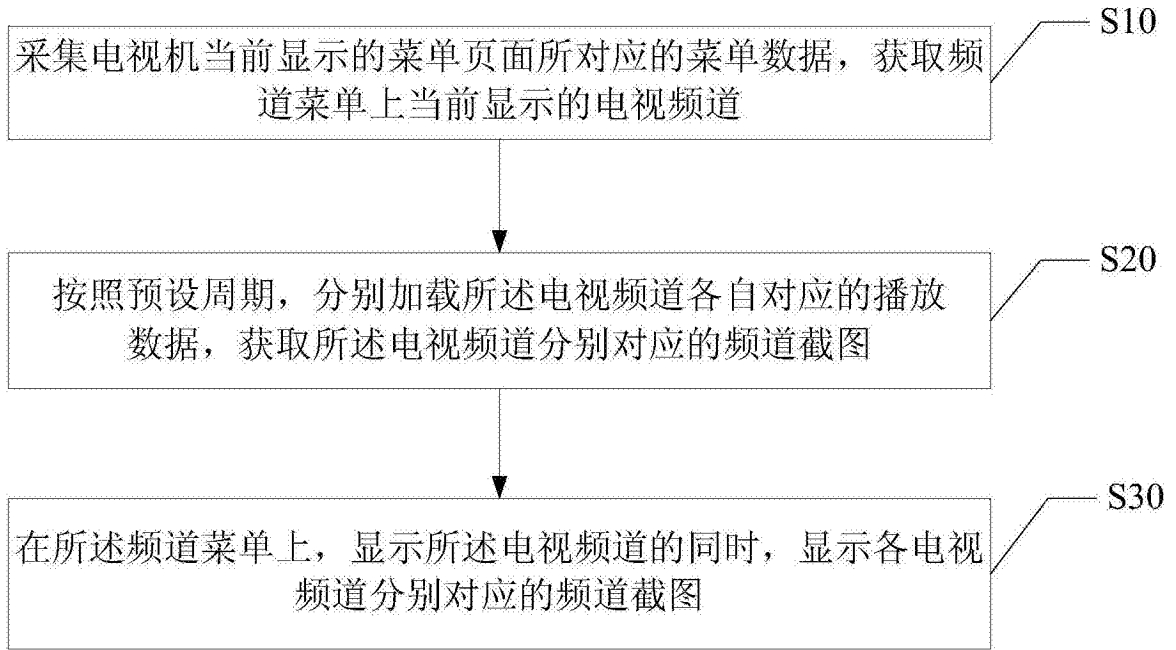 S10
采集电视机当前显示的菜单页面所对应的菜单数据，获取频
道菜单上当前显示的电视频道
S20
按照预设周期，分别加载所述电视频道各自对应的播放
数据，获取所述电视频道分别对应的频道截图
S30
在所述频道菜单上，显示所述电视频道的同时，显示各电视
频道分别对应的频道截图